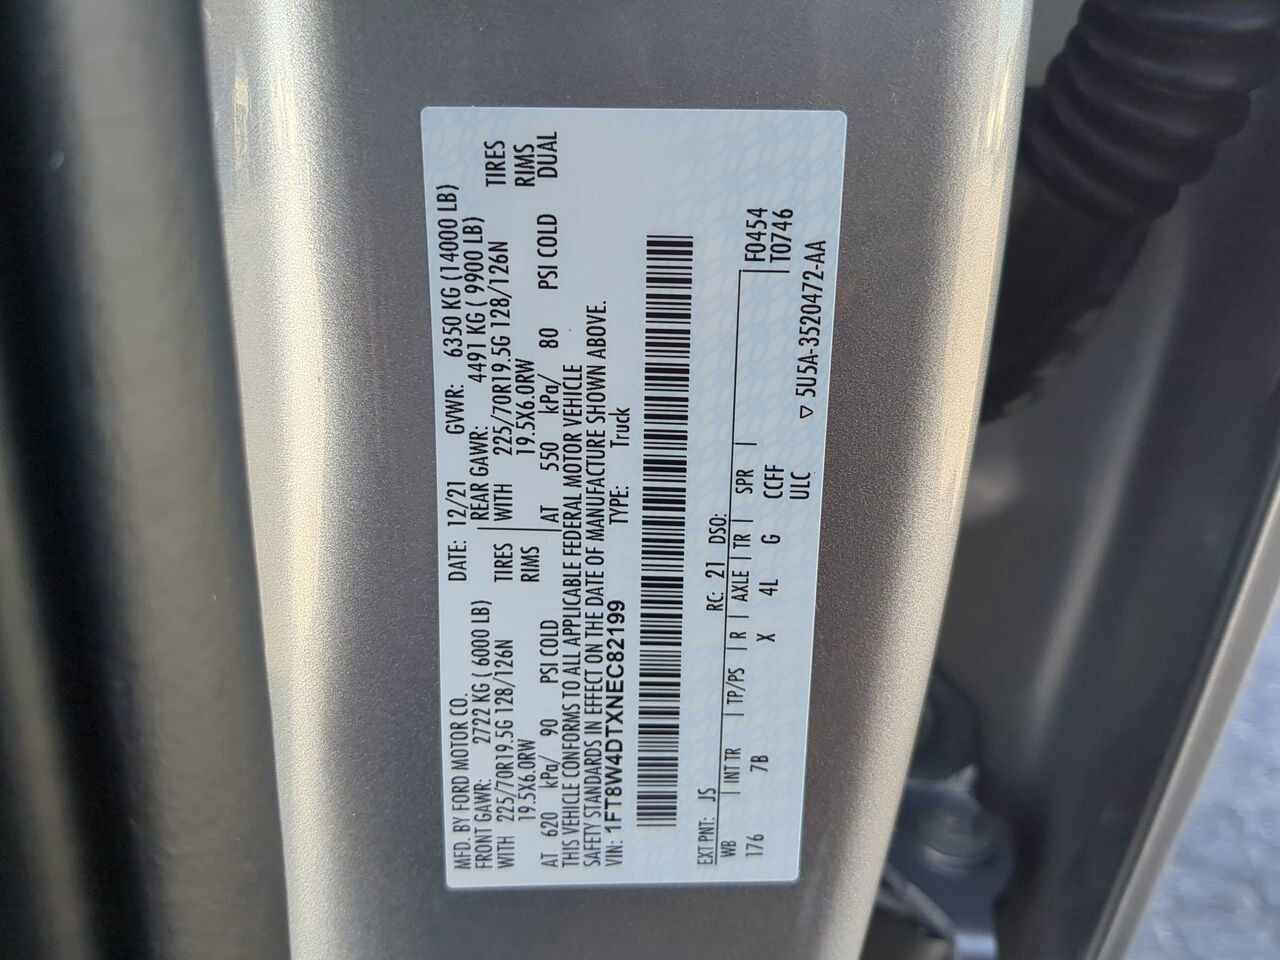 MFD. BY FORD MOTOR CO. DATE: 12/21 GVWR: 6350 KG (14000 LB)
FRONT GAWR: 2722 KG ( 6000 LB) REAR GAWR: 4491 KG ( 9900 LB)
WITH 225/70R19.5G 128/126N TIRES WITH 225/70R19.5G 128/126N TIRES
19.5X6.0RW RIMS 19.5X6.0RW RIMS
AT 620 kPa/ 90 PSI COLD AT 550 kPa/ 80 PSI COLD DUAL
THIS VEHICLE CONFORMS TO ALL APPLICABLE FEDERAL MOTOR VEHICLE
SAFETY STANDARDS IN EFFECT ON THE DATE OF MANUFACTURE SHOWN ABOVE.
VIN: 1FT8W4DTXNEC82199 TYPE: Truck
EXT PNT: JS RC: 21 DSO:
WB INT TR TP/PS R AXLE TR SPR F0454
176 7B X 4L G CCFF T0746
ULC ▽ 5U5A-3520472-AA